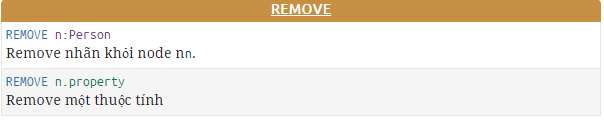 REMOVE
REMOVE n:Person
Remove nhãn khỏi node nn.
REMOVE n.property
Remove một thuộc tính